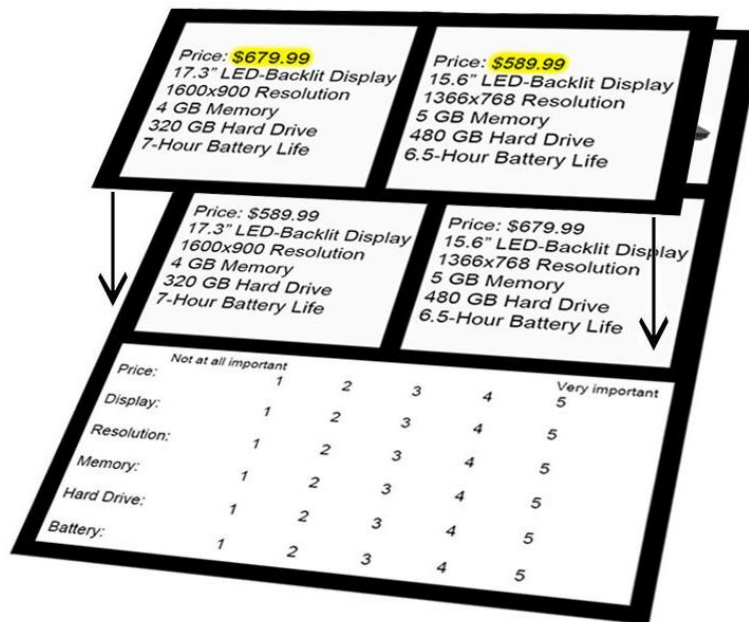 Price: $679.99
17.3” LED-Backlit Display
1600x900 Resolution
4 GB Memory
320 GB Hard Drive
7-Hour Battery Life
Price: $589.99
15.6” LED-Backlit Display
1366x768 Resolution
5 GB Memory
480 GB Hard Drive
6.5-Hour Battery Life
Price: $589.99
17.3” LED-Backlit Display
1600x900 Resolution
4 GB Memory
320 GB Hard Drive
7-Hour Battery Life
Price: $679.99
15.6” LED-Backlit Display
1366x768 Resolution
5 GB Memory
480 GB Hard Drive
6.5-Hour Battery Life
Not at all important Very important
Price: 1 2 3 4 5
Display: 1 2 3 4 5
Resolution: 1 2 3 4 5
Memory: 1 2 3 4 5
Hard Drive: 1 2 3 4 5
Battery: 1 2 3 4 5